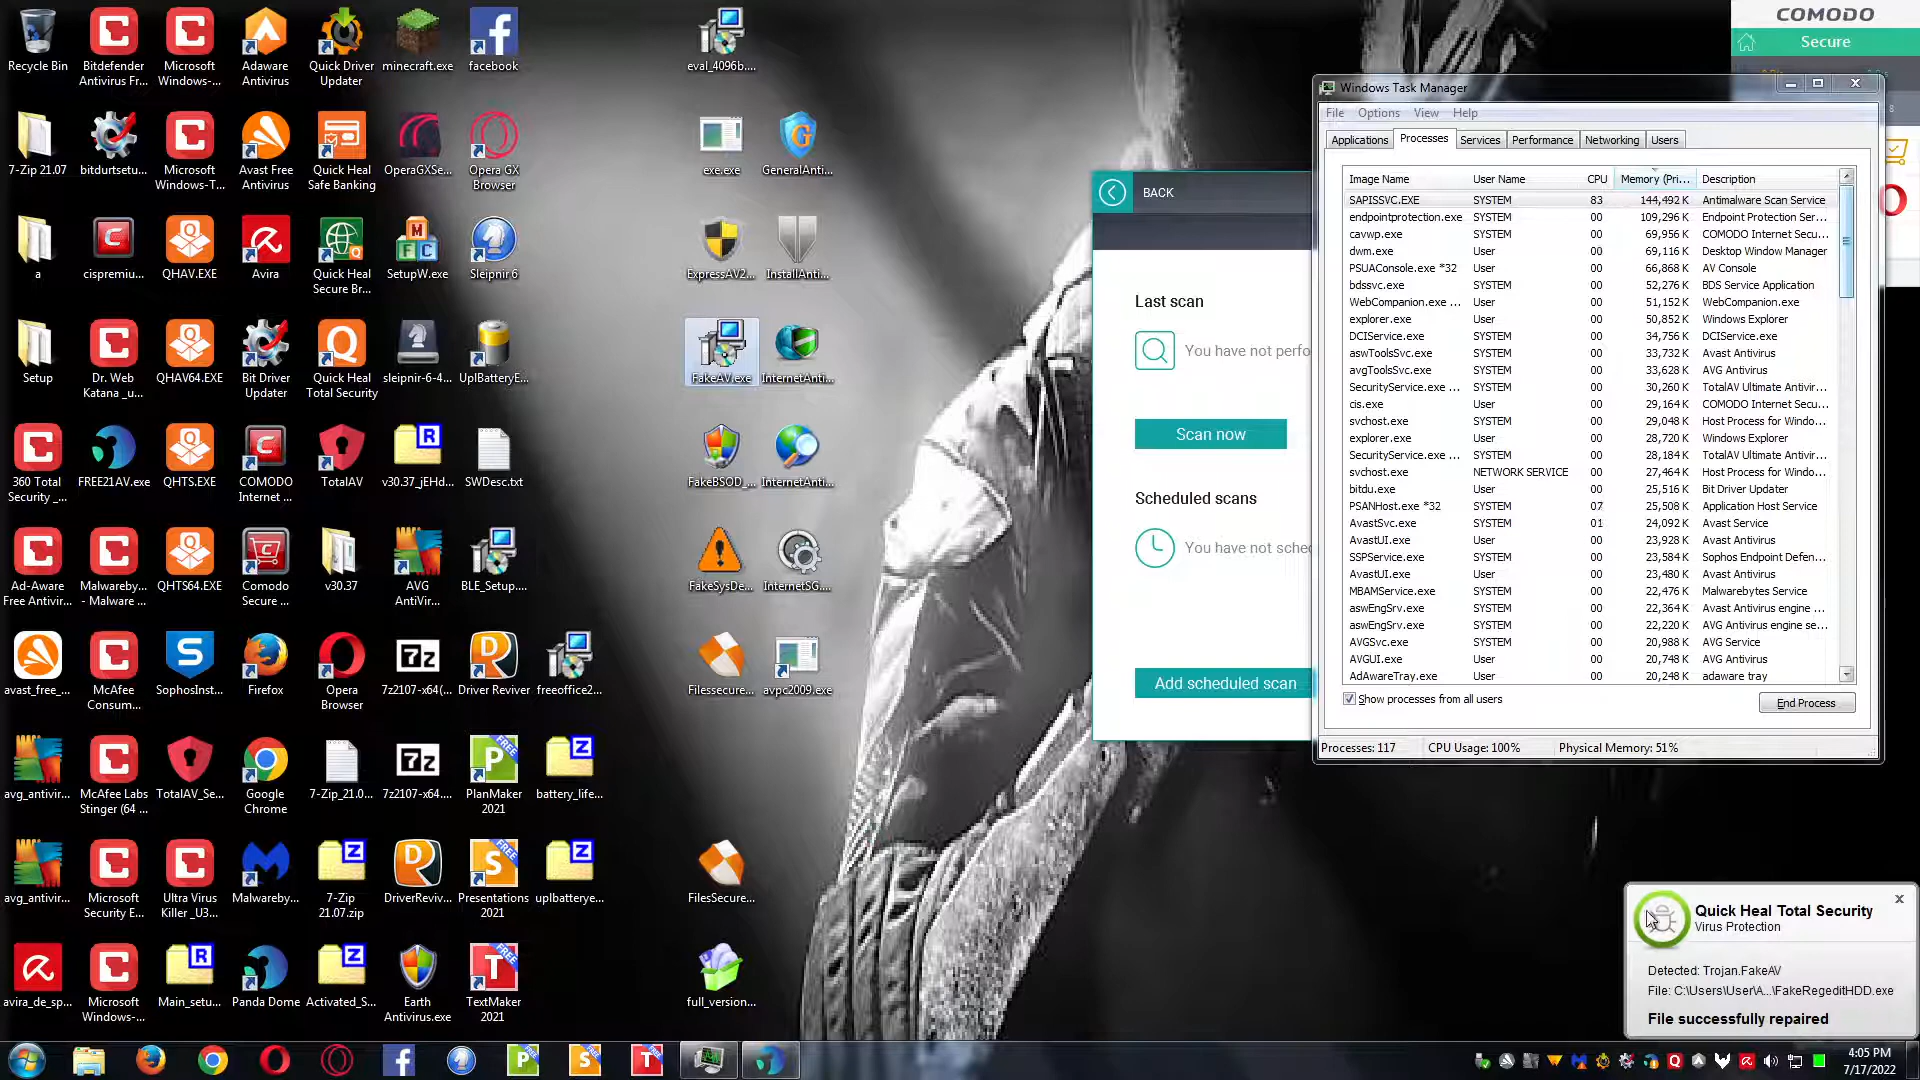 Recycle Bin
Bitdefender
Antivirus Fr...
Microsoft
Windows-...
Adaware
Antivirus
Quick Driver
Updater
minecraft.exe
facebook
eval_4096b....
7-Zip 21.07
bitdurtsetu...
Microsoft
Windows-T...
Avast Free
Antivirus
Quick Heal
Safe Banking
OperaGXSe...
Opera GX
Browser
exe.exe
GeneralAnti...
a
cispremiu...
QHAV.EXE
Avira
Quick Heal
Secure Br...
SetupW.exe
Sleipnir 6
ExpressAV2...
InstallAnti...
Setup
Dr. Web
Katana _u...
QHAV64.EXE
Bit Driver
Updater
Quick Heal
Total Security
sleipnir-6-4...
UplBatteryE...
FakeAV.exe
InternetAnti...
360 Total
Security _...
FREE21AV.exe
QHTS.EXE
COMODO
Internet ...
TotalAV
v30.37_jEHd...
SWDesc.txt
FakeBSOD_...
InternetAnti...
Ad-Aware
Free Antivir...
Malwareby...
- Malware ...
QHTS64.EXE
Comodo
Secure ...
v30.37
AVG
AntiVir...
BLE_Setup....
FakeSysDe...
InternetSG....
avast_free_...
McAfee
Consum...
SophosInst...
Firefox
Opera
Browser
7z2107-x64(...
Driver Reviver
freeoffice2...
Filessecure...
avpc2009.exe
avg_antivir...
McAfee Labs
Stinger (64 ...
TotalAV_Se...
Google
Chrome
7-Zip_21.0...
7z2107-x64....
PlanMaker
2021
battery_life...
avg_antivir...
Microsoft
Security E...
Ultra Virus
Killer _U3...
Malwareby...
7-Zip
21.07.zip
DriverReviv...
Presentations
2021
uplbatterye...
FilesSecure...
avira_de_sp...
Microsoft
Windows-...
Main_setu...
Panda Dome
Activated_S...
Earth
Antivirus.exe
TextMaker
2021
full_version...
COMODO
Secure
BACK
Last scan
You have not perfo
Scan now
Scheduled scans
You have not sched
Add scheduled scan
Windows Task Manager
File Options View Help
Applications Processes Services Performance Networking Users
Image Name User Name CPU Memory (Pri... Description
SAPISSVC.EXE SYSTEM 83 144,492 K Antimalware Scan Service
endpointprotection.exe SYSTEM 00 109,296 K Endpoint Protection Ser...
cavwp.exe SYSTEM 00 69,956 K COMODO Internet Secu...
dwm.exe User 00 69,116 K Desktop Window Manager
PSUAConsole.exe *32 User 00 66,868 K AV Console
bdssvc.exe SYSTEM 00 52,276 K BDS Service Application
WebCompanion.exe ... User 00 51,152 K WebCompanion.exe
explorer.exe User 00 50,852 K Windows Explorer
DCIService.exe SYSTEM 00 34,756 K DCIService.exe
aswToolsSvc.exe SYSTEM 00 33,732 K Avast Antivirus
avgToolsSvc.exe SYSTEM 00 33,628 K AVG Antivirus
SecurityService.exe ... SYSTEM 00 30,260 K TotalAV Ultimate Antivir...
cis.exe User 00 29,164 K COMODO Internet Secu...
svchost.exe SYSTEM 00 29,048 K Host Process for Windo...
explorer.exe User 00 28,720 K Windows Explorer
SecurityService.exe ... SYSTEM 00 28,184 K TotalAV Ultimate Antivir...
svchost.exe NETWORK SERVICE 00 27,464 K Host Process for Windo...
bitdu.exe User 00 25,516 K Bit Driver Updater
PSANHost.exe *32 SYSTEM 07 25,508 K Application Host Service
AvastSvc.exe SYSTEM 01 24,092 K Avast Service
AvastUI.exe User 00 23,928 K Avast Antivirus
SSPService.exe SYSTEM 00 23,584 K Sophos Endpoint Defen...
AvastUI.exe User 00 23,480 K Avast Antivirus
MBAMService.exe SYSTEM 00 22,476 K Malwarebytes Service
aswEngSrv.exe SYSTEM 00 22,364 K Avast Antivirus engine ...
aswEngSrv.exe SYSTEM 00 22,220 K AVG Antivirus engine se...
AVGSvc.exe SYSTEM 00 20,988 K AVG Service
AVGUI.exe User 00 20,748 K AVG Antivirus
AdAwareTray.exe User 00 20,248 K adaware tray
Show processes from all users
End Process
Processes: 117 CPU Usage: 100% Physical Memory: 51%
Quick Heal Total Security
Virus Protection
Detected: Trojan.FakeAV
File: C:\Users\User\A...\FakeRegeditHDD.exe
File successfully repaired
4:05 PM
7/17/2022